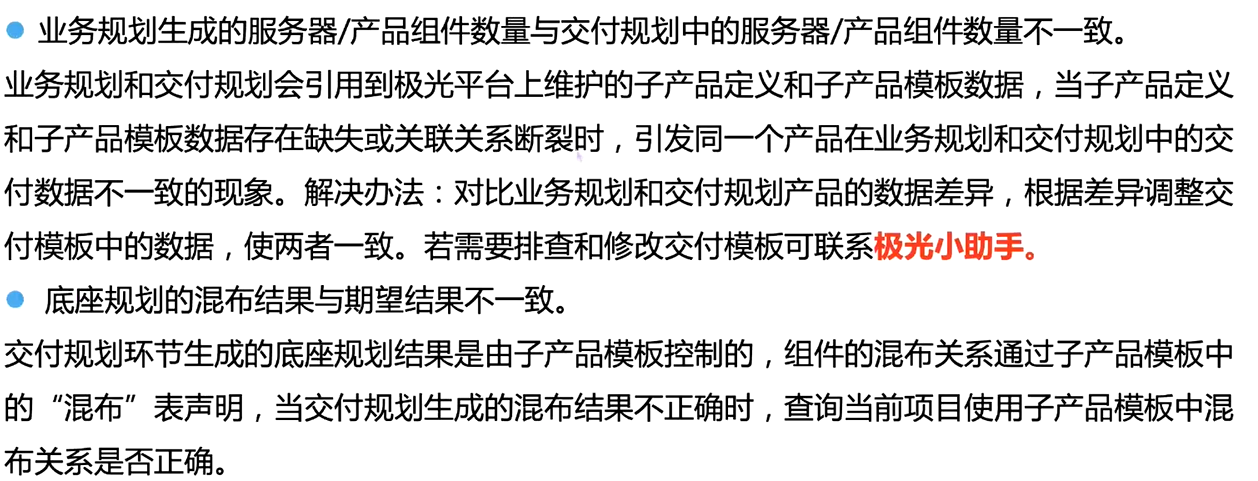 ● 业务规划生成的服务器/产品组件数量与交付规划中的服务器/产品组件数量不一致。
业务规划和交付规划会引用到极光平台上维护的子产品定义和子产品模板数据，当子产品定义
和子产品模板数据存在缺失或关联关系断裂时，引发同一个产品在业务规划和交付规划中的交
付数据不一致的现象。解决办法：对比业务规划和交付规划产品的数据差异，根据差异调整交
付模板中的数据，使两者一致。若需要排查和修改交付模板可联系极光小助手。
● 底座规划的混布结果与期望结果不一致。
交付规划环节生成的底座规划结果是由子产品模板控制的，组件的混布关系通过子产品模板中
的“混布”表声明，当交付规划生成的混布结果不正确时，查询当前项目使用子产品模板中混
布关系是否正确。